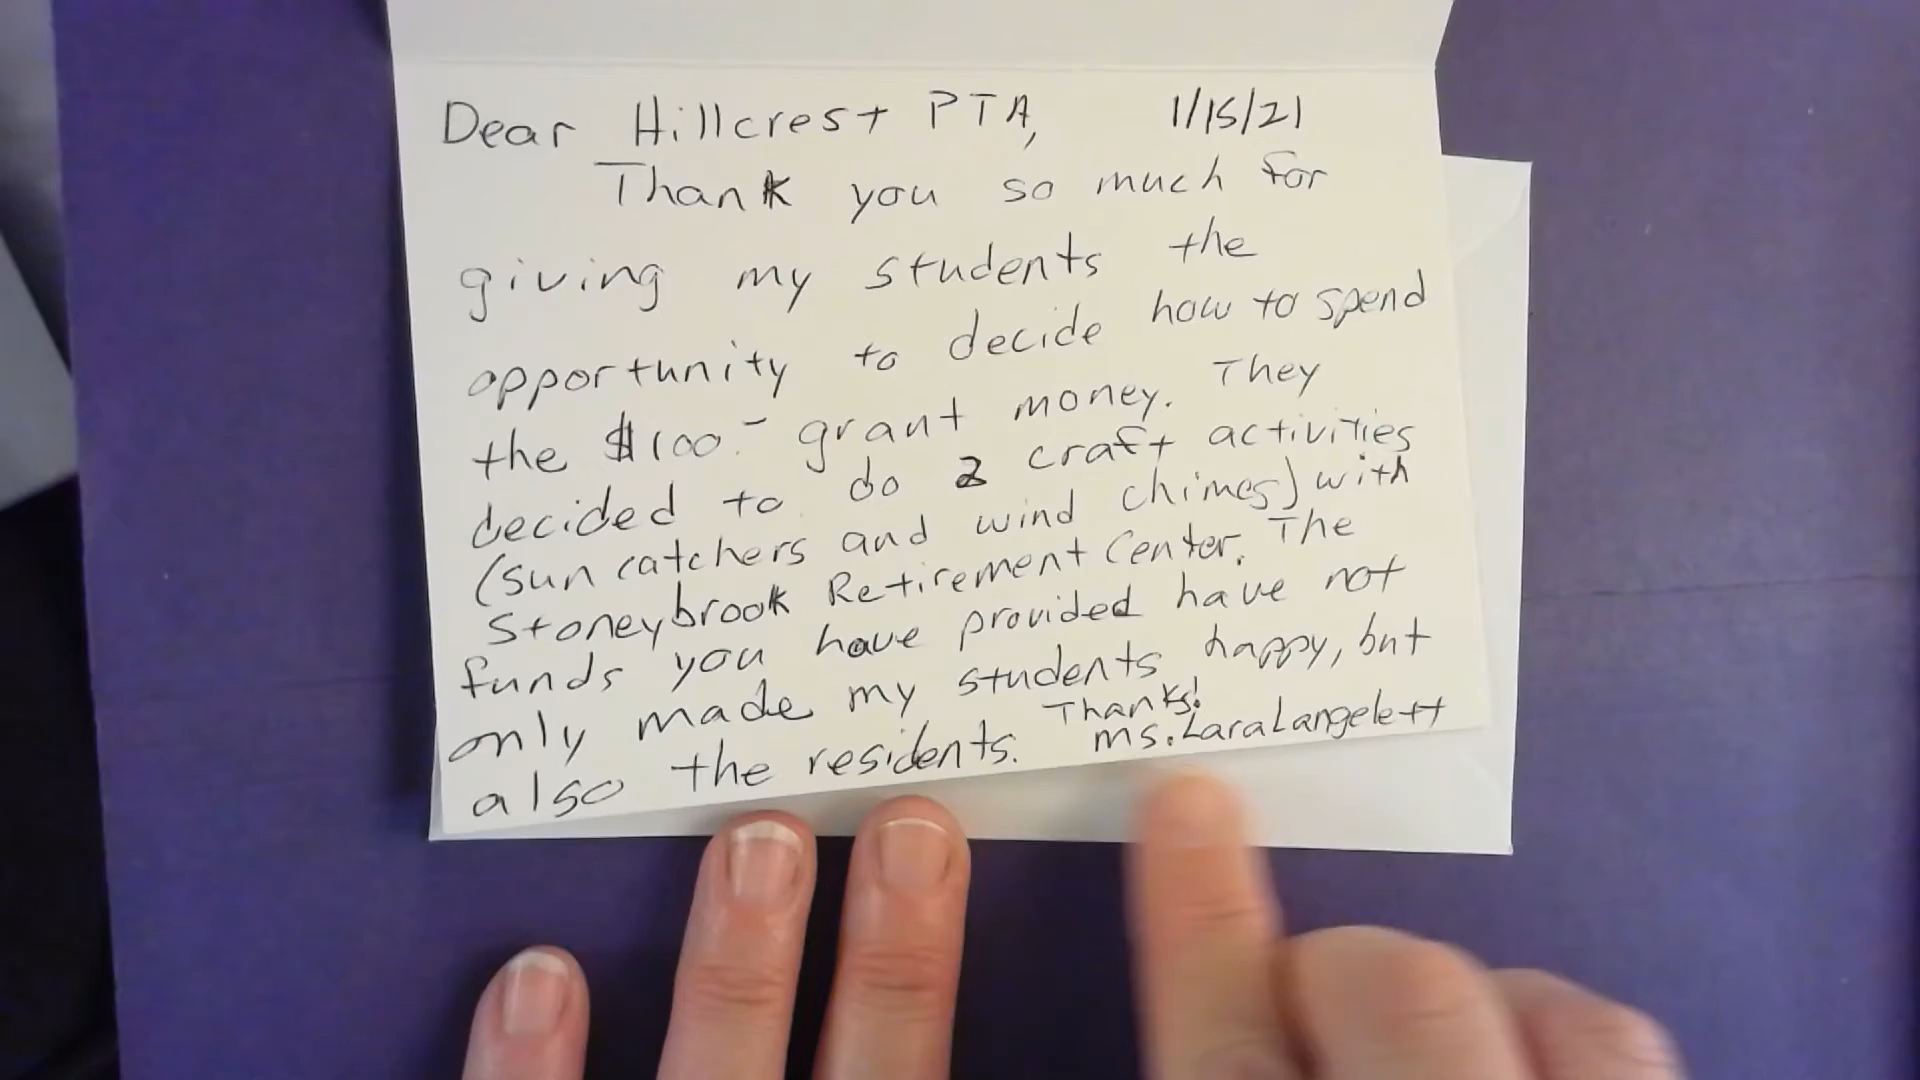 Dear Hillcrest PTA, 1/15/21
Thank you so much for
giving my students the
opportunity to decide how to spend
the $100.- grant money. They
decided to do 2 craft activities
(sun catchers and wind chimes) with
Stoneybrook Retirement Center. The
funds you have provided have not
only made my students happy, but
also the residents. Thanks!
Ms. Lara Langelett